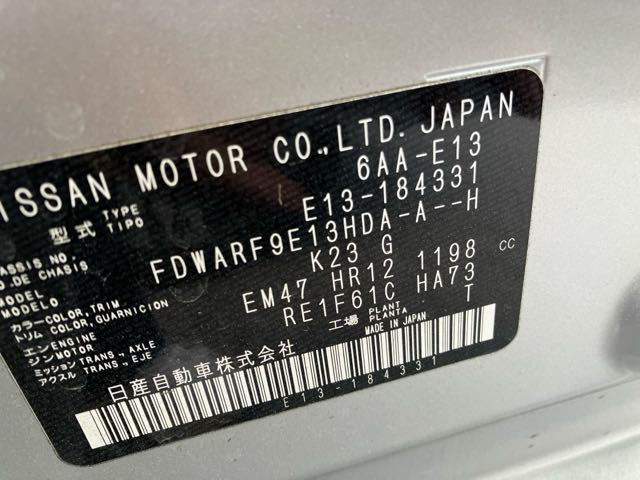 NISSAN MOTOR CO.,LTD. JAPAN
型式 TYPE TIPO 6AA-E13
CHASSIS NO. NO.DE CHASIS E13-184331
MODEL MODELO FDWARF9E13HDA-A--H
カラー COLOR, TRIM トリム COLOR, GUARNICION K23 G
エンジン ENGINE MOTOR EM47 HR12 1198 CC
ミッション TRANS., AXLE アクスル TRANS., EJE RE1F61C HA73
工場 PLANT PLANTA T
MADE IN JAPAN
日産自動車株式会社
E13-184331